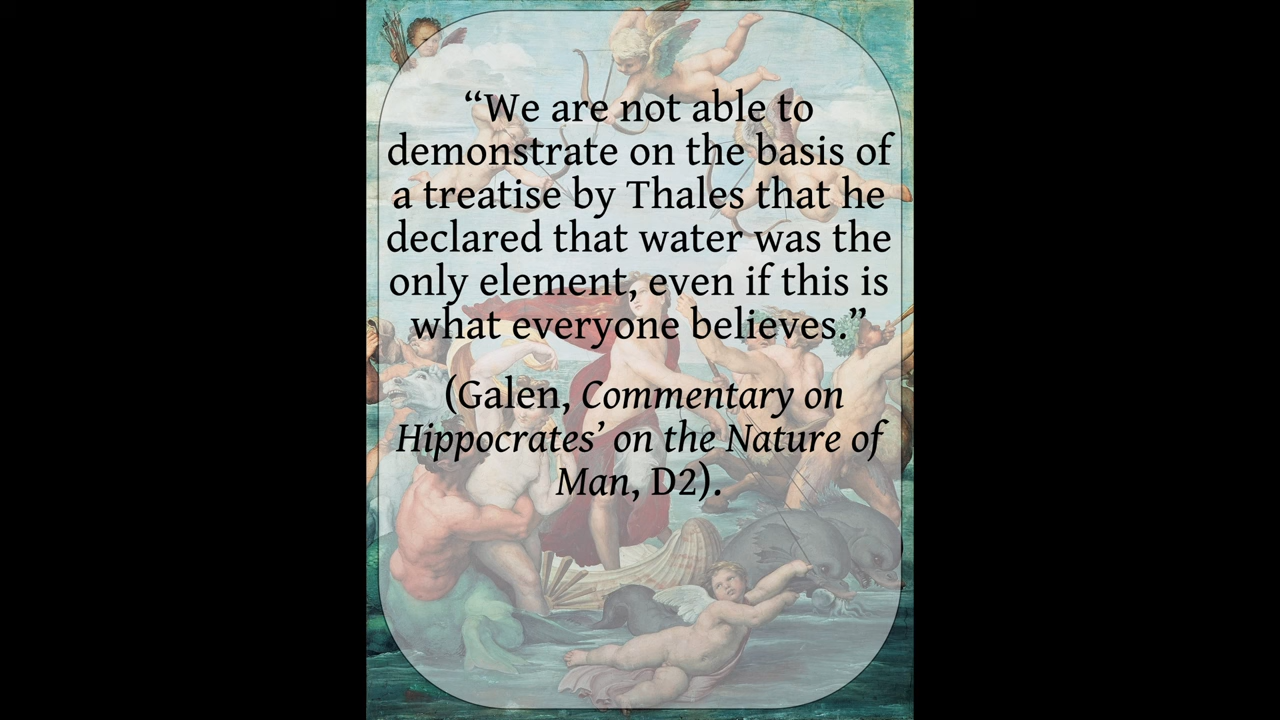 “We are not able to
demonstrate on the basis of
a treatise by Thales that he
declared that water was the
only element, even if this is
what everyone believes.”
(Galen, Commentary on
Hippocrates’ on the Nature of
Man, D2).